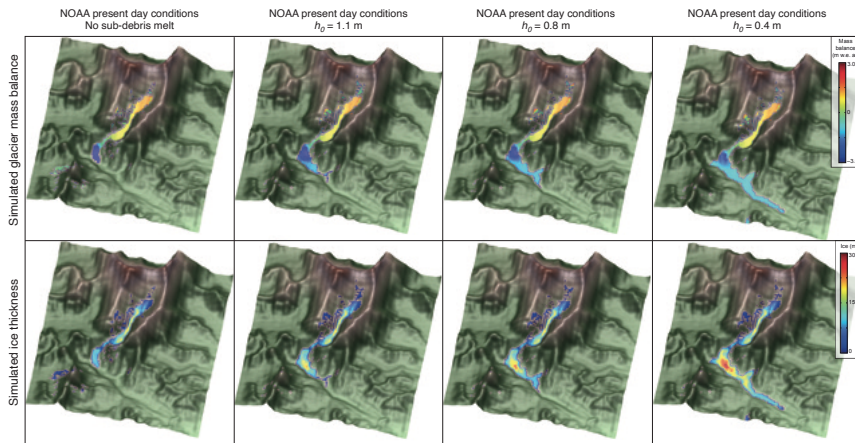 NOAA present day conditions
No sub-debris melt
NOAA present day conditions
h₀ = 1.1 m
NOAA present day conditions
h₀ = 0.8 m
NOAA present day conditions
h₀ = 0.4 m
Simulated glacier mass balance
Mass
balance
(m w.e. a
3.0
0
−3.
Simulated ice thickness
Ice (m
30
15
0